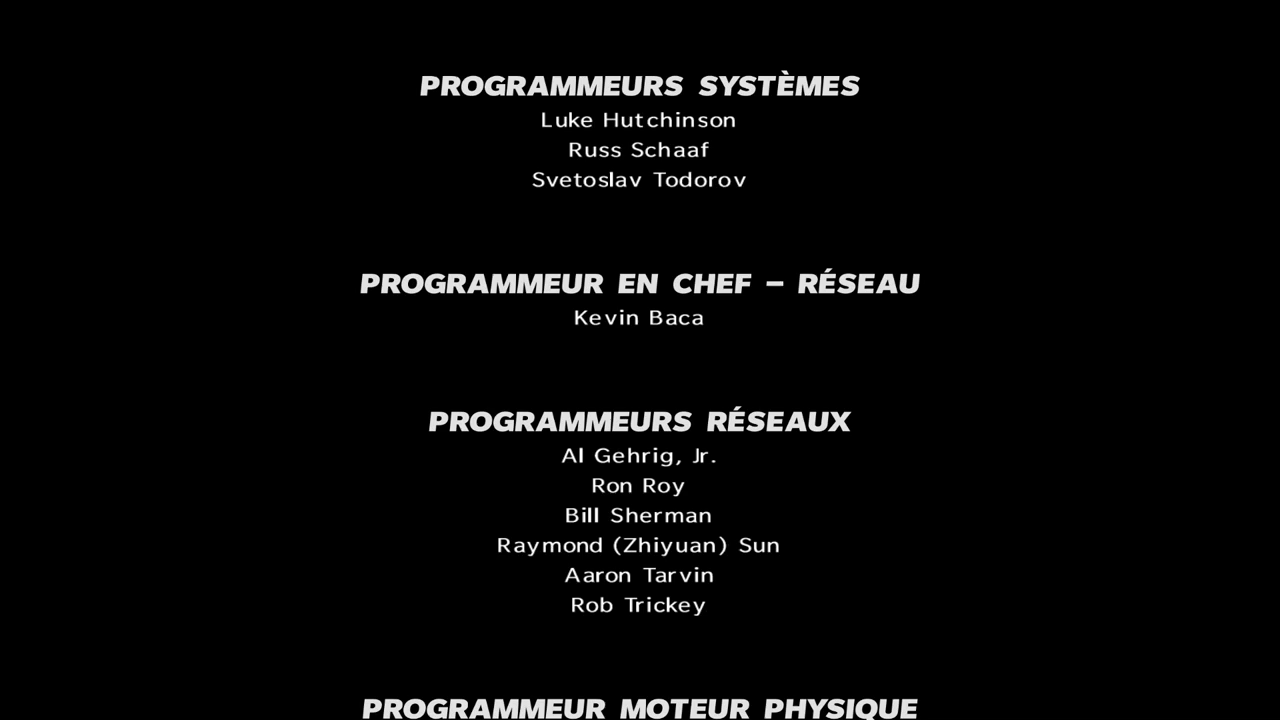 PROGRAMMEURS SYSTÈMES
Luke Hutchinson
Russ Schaaf
Svetoslav Todorov
PROGRAMMEUR EN CHEF – RÉSEAU
Kevin Baca
PROGRAMMEURS RÉSEAUX
Al Gehrig, Jr.
Ron Roy
Bill Sherman
Raymond (Zhiyuan) Sun
Aaron Tarvin
Rob Trickey
PROGRAMMEUR MOTEUR PHYSIQUE